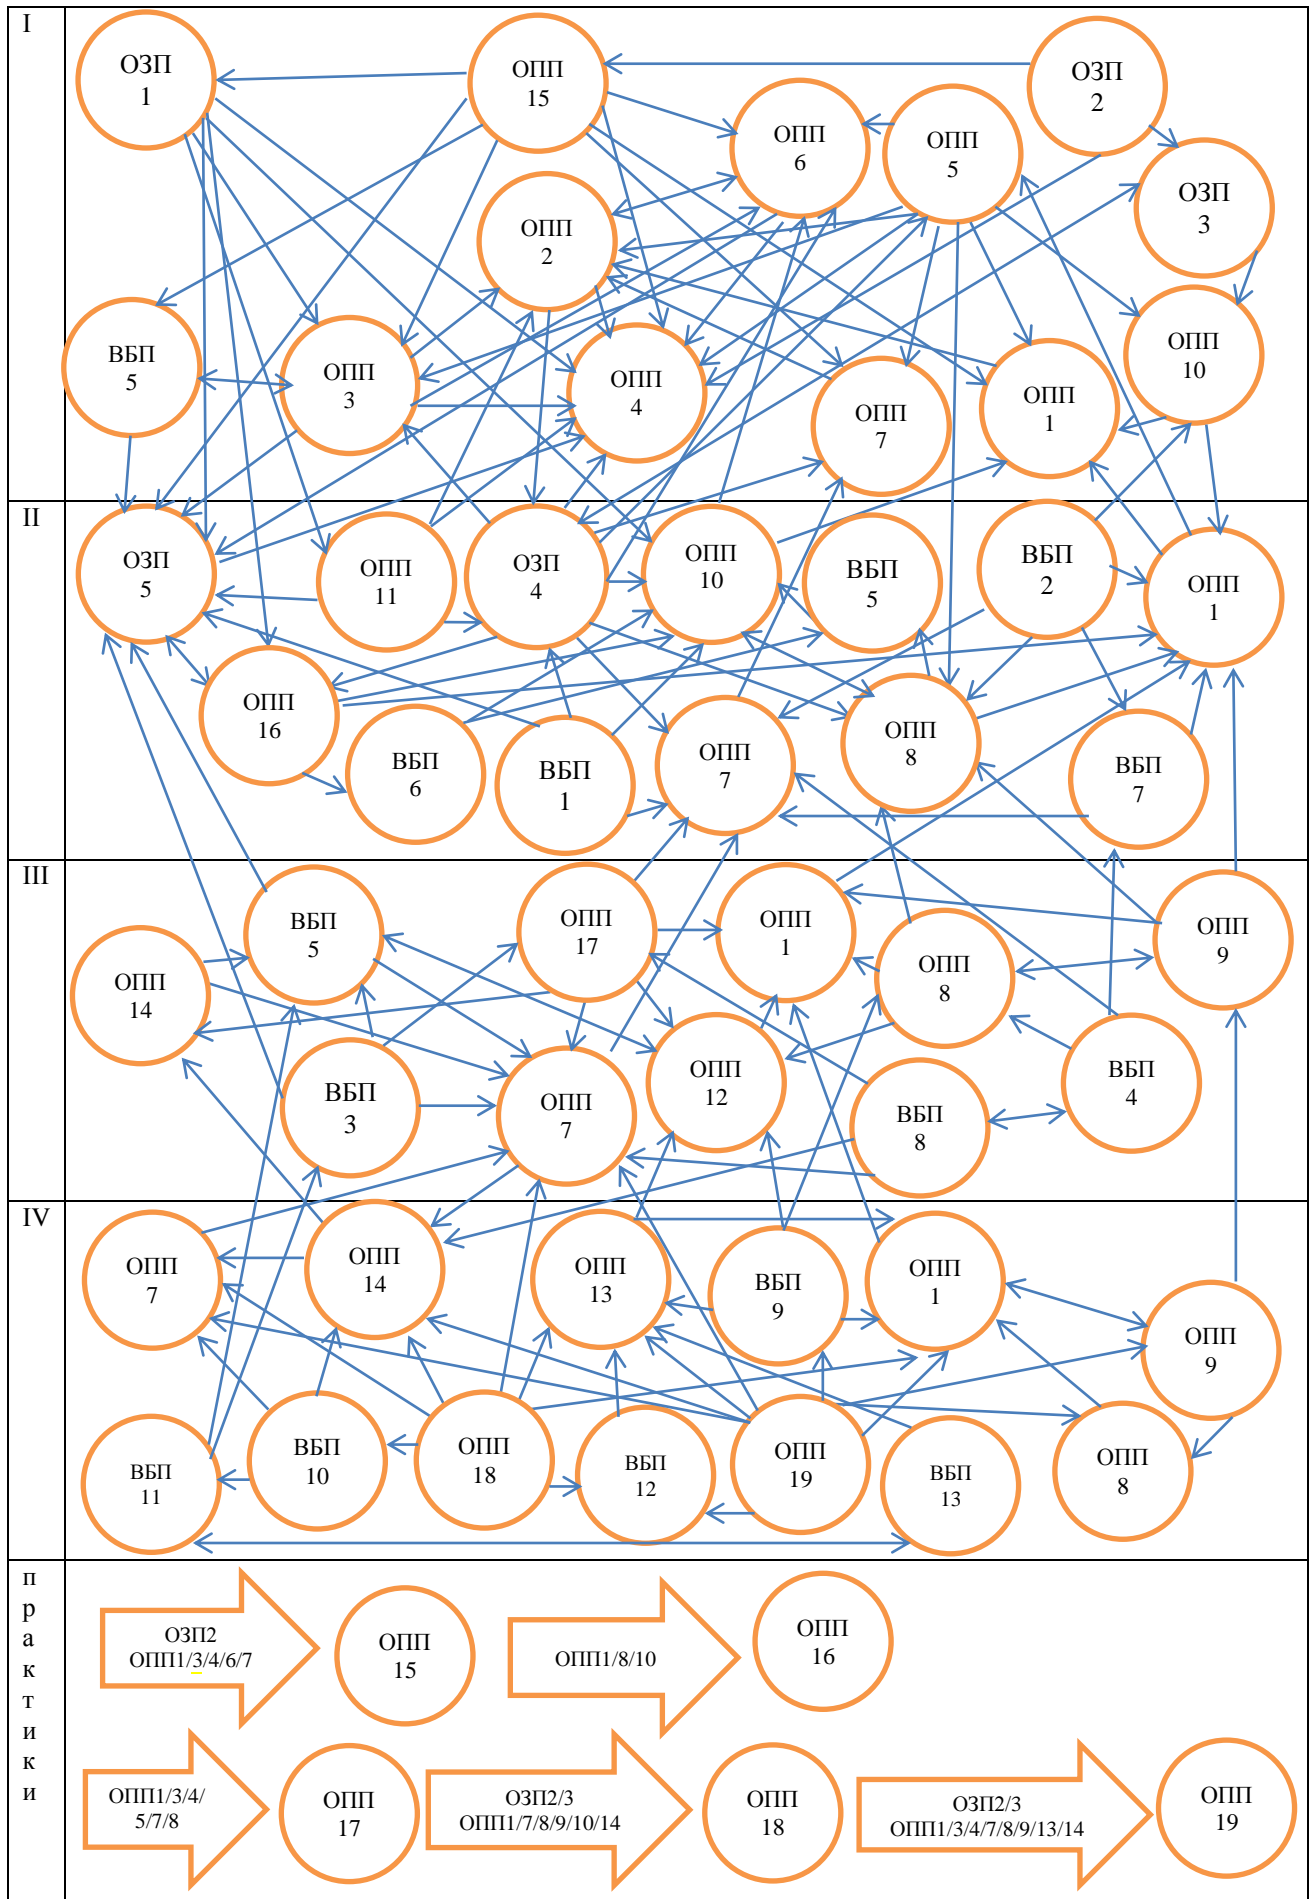 I
ОЗП
1
ОПП
15
ОЗП
2
ОПП
6
ОПП
5
ОЗП
3
ОПП
2
ВБП
5
ОПП
3
ОПП
4
ОПП
7
ОПП
1
ОПП
10
II
ОЗП
5
ОПП
11
ОЗП
4
ОПП
10
ВБП
5
ВБП
2
ОПП
1
ОПП
16
ВБП
6
ВБП
1
ОПП
7
ОПП
8
ВБП
7
III
ОПП
14
ВБП
5
ОПП
17
ОПП
1
ОПП
8
ОПП
9
ВБП
3
ОПП
7
ОПП
12
ВБП
8
ВБП
4
IV
ОПП
7
ОПП
14
ОПП
13
ВБП
9
ОПП
1
ОПП
9
ВБП
11
ВБП
10
ОПП
18
ВБП
12
ОПП
19
ВБП
13
ОПП
8
п
р
а
к
т
и
к
и
ОЗП2
ОПП1/3/4/6/7
ОПП
15
ОПП1/8/10
ОПП
16
ОПП1/3/4/
5/7/8
ОПП
17
ОЗП2/3
ОПП1/7/8/9/10/14
ОПП
18
ОЗП2/3
ОПП1/3/4/7/8/9/13/14
ОПП
19